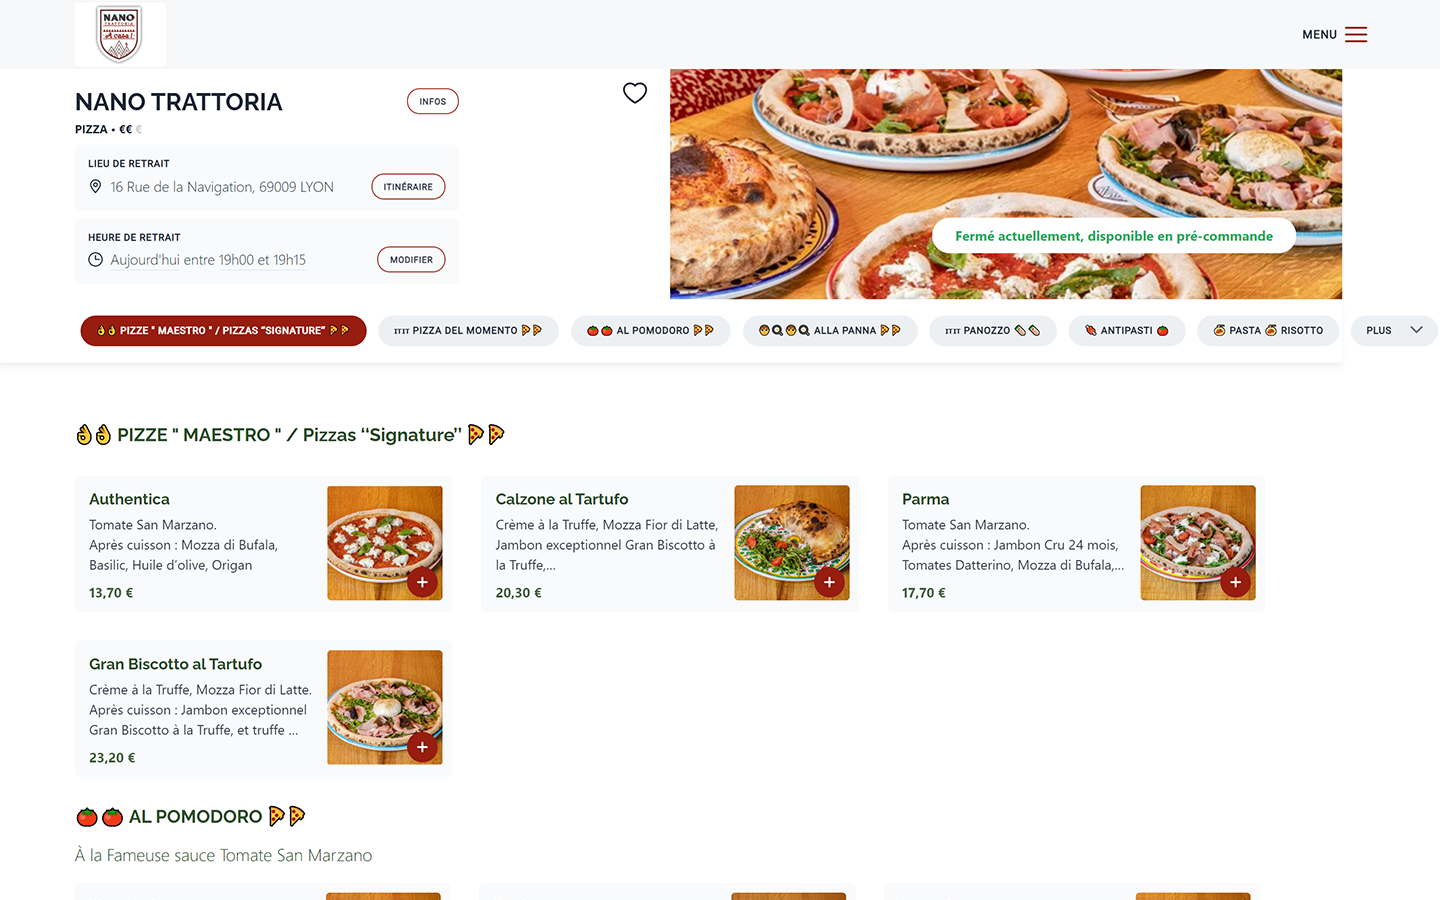 NANO
TRATTORIA
A casa!
MENU
NANO TRATTORIA
INFOS
PIZZA • €€ €
LIEU DE RETRAIT
16 Rue de la Navigation, 69009 LYON
ITINÉRAIRE
HEURE DE RETRAIT
Aujourd'hui entre 19h00 et 19h15
MODIFIER
Fermé actuellement, disponible en pré-commande
👌👌 PIZZE " MAESTRO " / PIZZAS “SIGNATURE” 🍕🍕
PIZZA DEL MOMENTO 🍕🍕
🍅🍅 AL POMODORO 🍕🍕
ALLA PANNA 🍕🍕
PANOZZO
ANTIPASTI 🍅
PASTA RISOTTO
PLUS
👌👌 PIZZE " MAESTRO " / Pizzas ‘‘Signature’’ 🍕🍕
Authentica
Tomate San Marzano.
Après cuisson : Mozza di Bufala,
Basilic, Huile d’olive, Origan
13,70 €
Calzone al Tartufo
Crème à la Truffe, Mozza Fior di Latte,
Jambon exceptionnel Gran Biscotto à
la Truffe,...
20,30 €
Parma
Tomate San Marzano.
Après cuisson : Jambon Cru 24 mois,
Tomates Datterino, Mozza di Bufala,...
17,70 €
Gran Biscotto al Tartufo
Crème à la Truffe, Mozza Fior di Latte.
Après cuisson : Jambon exceptionnel
Gran Biscotto à la Truffe, et truffe ...
23,20 €
🍅🍅 AL POMODORO 🍕🍕
À la Fameuse sauce Tomate San Marzano